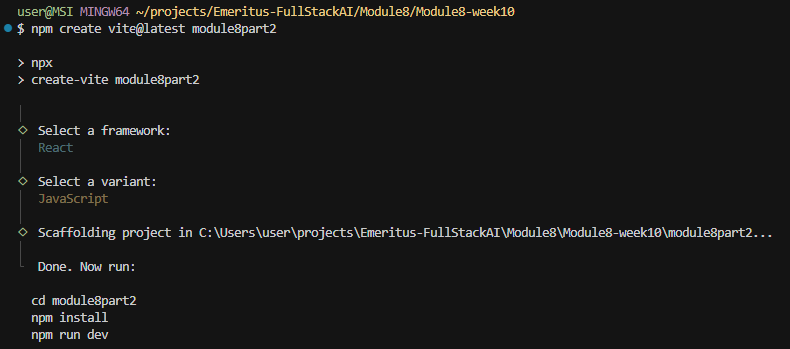 user@MSI MINGW64 ~/projects/Emeritus-FullStackAI/Module8/Module8-week10
$ npm create vite@latest module8part2
> npx
> create-vite module8part2
Select a framework:
React
Select a variant:
JavaScript
Scaffolding project in C:\Users\user\projects\Emeritus-FullStackAI\Module8\Module8-week10\module8part2...
Done. Now run:
cd module8part2
npm install
npm run dev